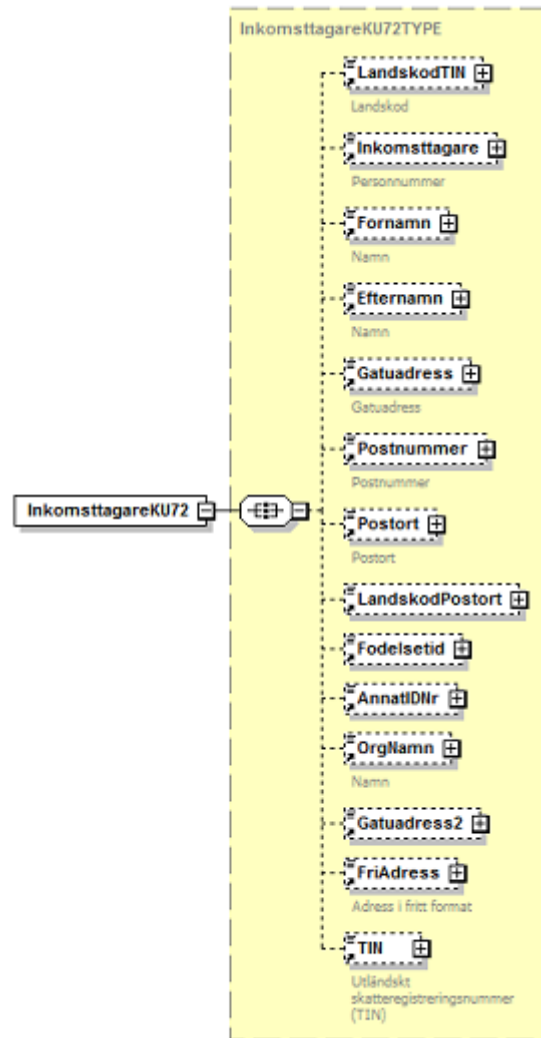 InkomsttagareKU72TYPE
LandskodTIN
Landskod
Inkomsttagare
Personnummer
Fornamn
Namn
Efternamn
Namn
Gatuadress
Gatuadress
Postnummer
Postnummer
InkomsttagareKU72
Postort
Postort
LandskodPostort
Fodelsetid
AnnatIDNr
OrgNamn
Namn
Gatuadress2
FriAdress
Adress i fritt format
TIN
Utländskt
skatteregistreringsnummer
(TIN)